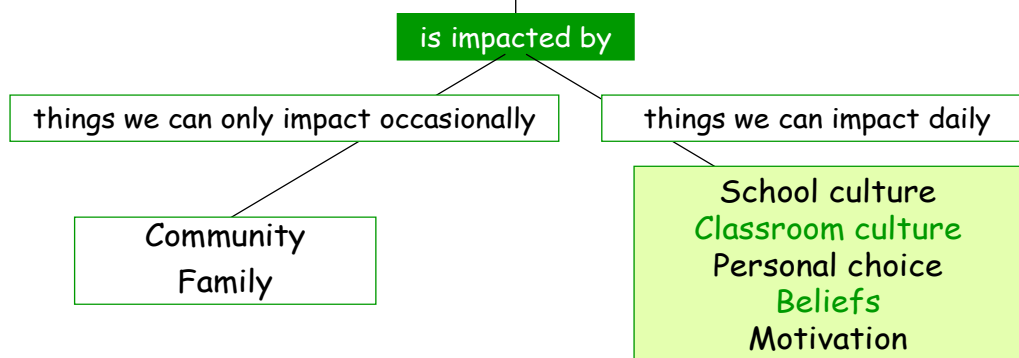 is impacted by
things we can only impact occasionally
things we can impact daily
Community
Family
School culture
Classroom culture
Personal choice
Beliefs
Motivation